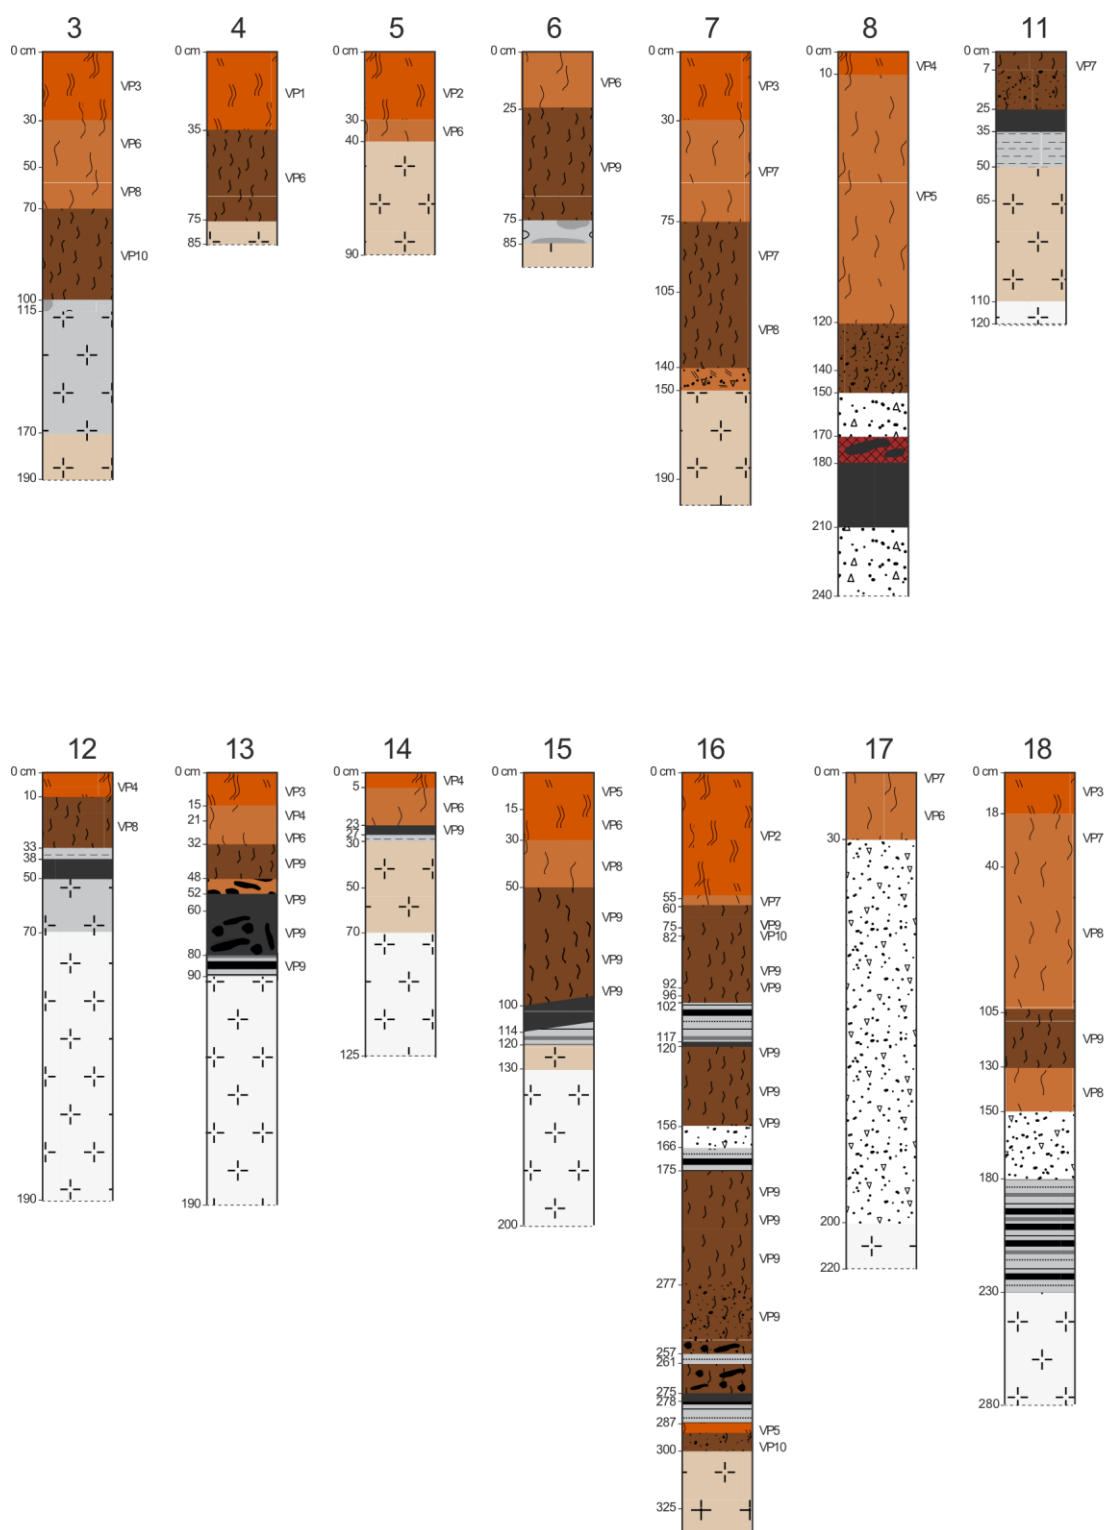 3
0 cm
VP3
30
VP6
50
VP8
70
VP10
100
115
170
190
4
0 cm
VP1
35
VP6
75
85
5
0 cm
VP2
30
VP6
40
90
6
0 cm
VP6
25
VP9
75
85
7
0 cm
VP3
30
VP7
75
VP7
105
VP8
140
150
190
8
0 cm
VP4
10
VP5
120
140
150
170
180
210
240
11
0 cm
VP7
7
25
35
50
65
110
120
12
0 cm
VP4
10
VP8
33
38
50
70
190
13
0 cm
VP3
15
VP4
21
VP6
32
VP9
48
52
VP9
60
VP9
80
VP9
90
190
14
0 cm
VP4
5
VP6
23
VP9
27
30
50
70
125
15
0 cm
VP5
15
VP6
30
VP8
50
VP9
VP9
VP9
100
114
120
130
200
16
0 cm
VP2
55
VP7
60
75
VP9
82
VP10
VP9
92
VP9
96
102
117
120
VP9
VP9
156
VP9
166
175
VP9
VP9
VP9
277
VP9
257
261
275
278
287
VP5
VP10
300
325
17
0 cm
VP7
VP6
30
200
220
18
0 cm
VP3
18
VP7
40
VP8
105
VP9
130
VP8
150
180
230
280